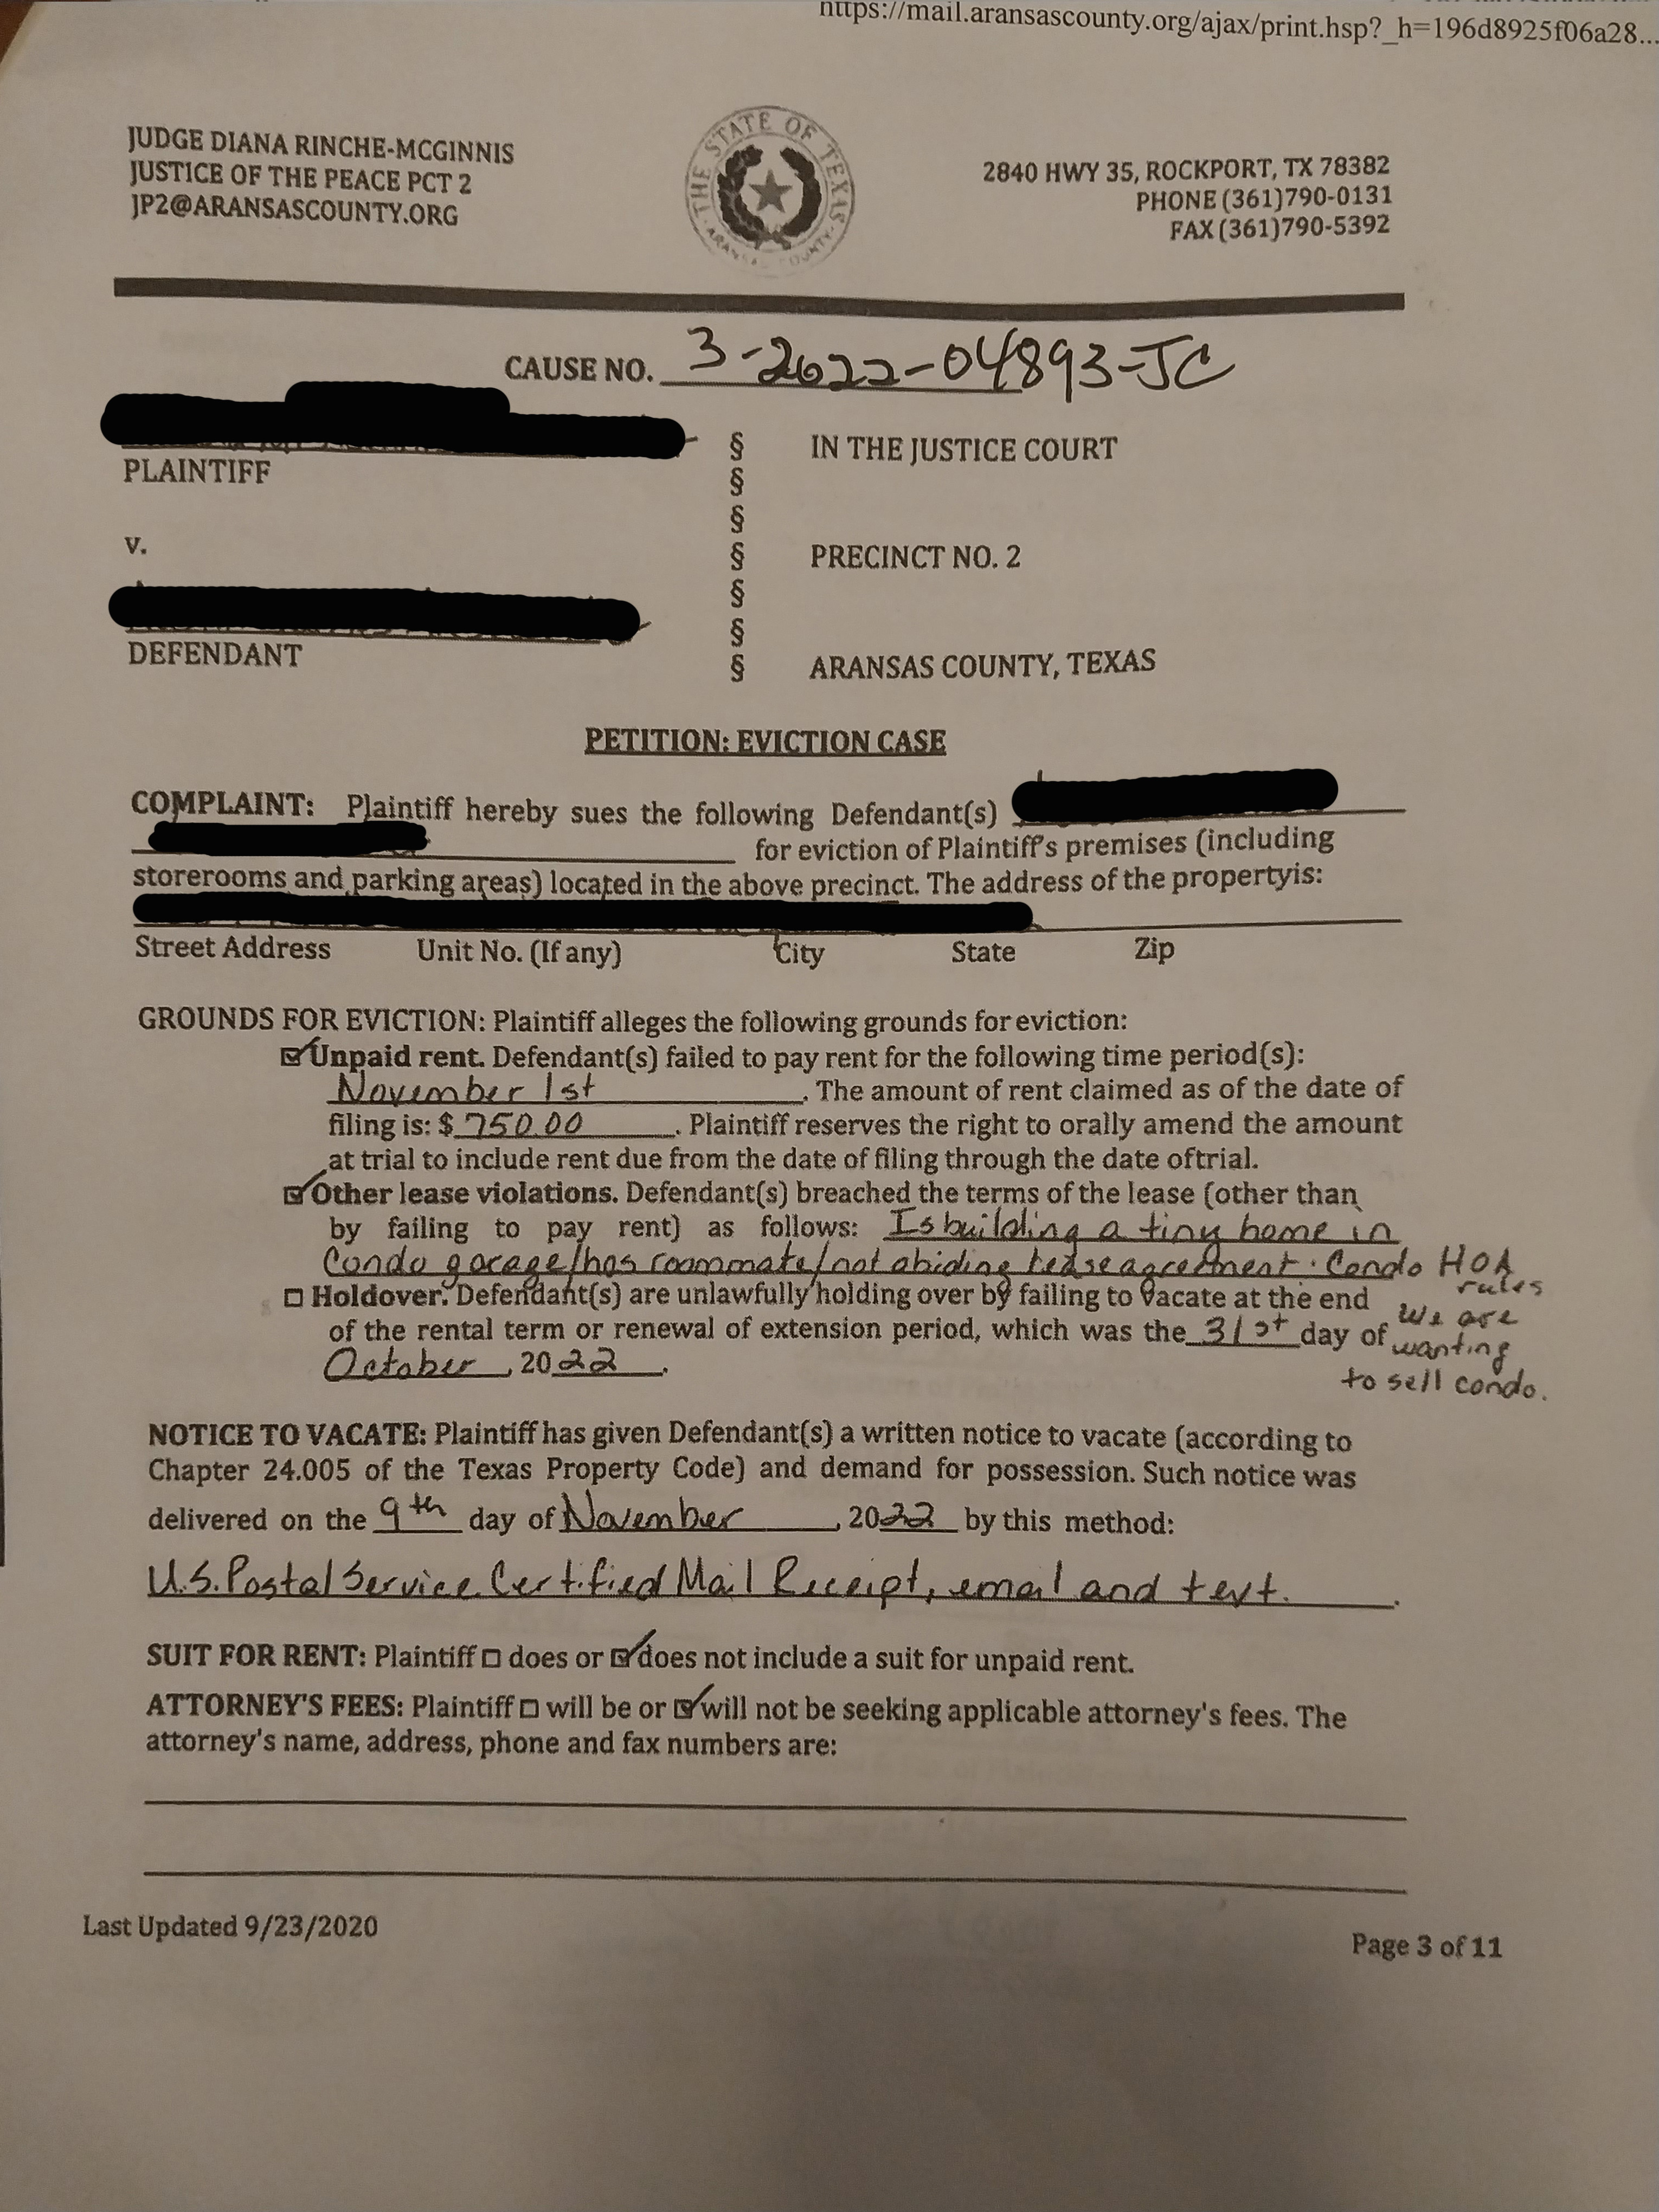 https://mail.aransascounty.org/ajax/print.hsp?_h=196d8925f06a28...
JUDGE DIANA RINCHE-MCGINNIS
JUSTICE OF THE PEACE PCT 2
JP2@ARANSASCOUNTY.ORG
THE STATE OF TEXAS
ARANSAS COUNTY
2840 HWY 35, ROCKPORT, TX 78382
PHONE (361)790-0131
FAX (361)790-5392
CAUSE NO. 3-2022-04893-JC
§ IN THE JUSTICE COURT
PLAINTIFF §
§
v. § PRECINCT NO. 2
§
§
DEFENDANT § ARANSAS COUNTY, TEXAS
PETITION: EVICTION CASE
COMPLAINT: Plaintiff hereby sues the following Defendant(s)
for eviction of Plaintiff's premises (including
storerooms and parking areas) located in the above precinct. The address of the propertyis:
Street Address Unit No. (If any) City State Zip
GROUNDS FOR EVICTION: Plaintiff alleges the following grounds for eviction:
☑ Unpaid rent. Defendant(s) failed to pay rent for the following time period(s):
November 1st. The amount of rent claimed as of the date of
filing is: $ 750.00. Plaintiff reserves the right to orally amend the amount
at trial to include rent due from the date of filing through the date oftrial.
☑ Other lease violations. Defendant(s) breached the terms of the lease (other than
by failing to pay rent) as follows: Is building a tiny home in
Condo garage/has roommate/not abiding lease agreement. Condo HOA
rules
☐ Holdover. Defendant(s) are unlawfully holding over by failing to vacate at the end
We are
of the rental term or renewal of extension period, which was the 31st day of
wanting
October, 2022.
to sell condo.
NOTICE TO VACATE: Plaintiff has given Defendant(s) a written notice to vacate (according to
Chapter 24.005 of the Texas Property Code) and demand for possession. Such notice was
delivered on the 9th day of November, 2022 by this method:
U.S. Postal Service Certified Mail Receipt, email and text.
SUIT FOR RENT: Plaintiff ☐ does or ☑ does not include a suit for unpaid rent.
ATTORNEY'S FEES: Plaintiff ☐ will be or ☑ will not be seeking applicable attorney's fees. The
attorney's name, address, phone and fax numbers are:
Last Updated 9/23/2020
Page 3 of 11